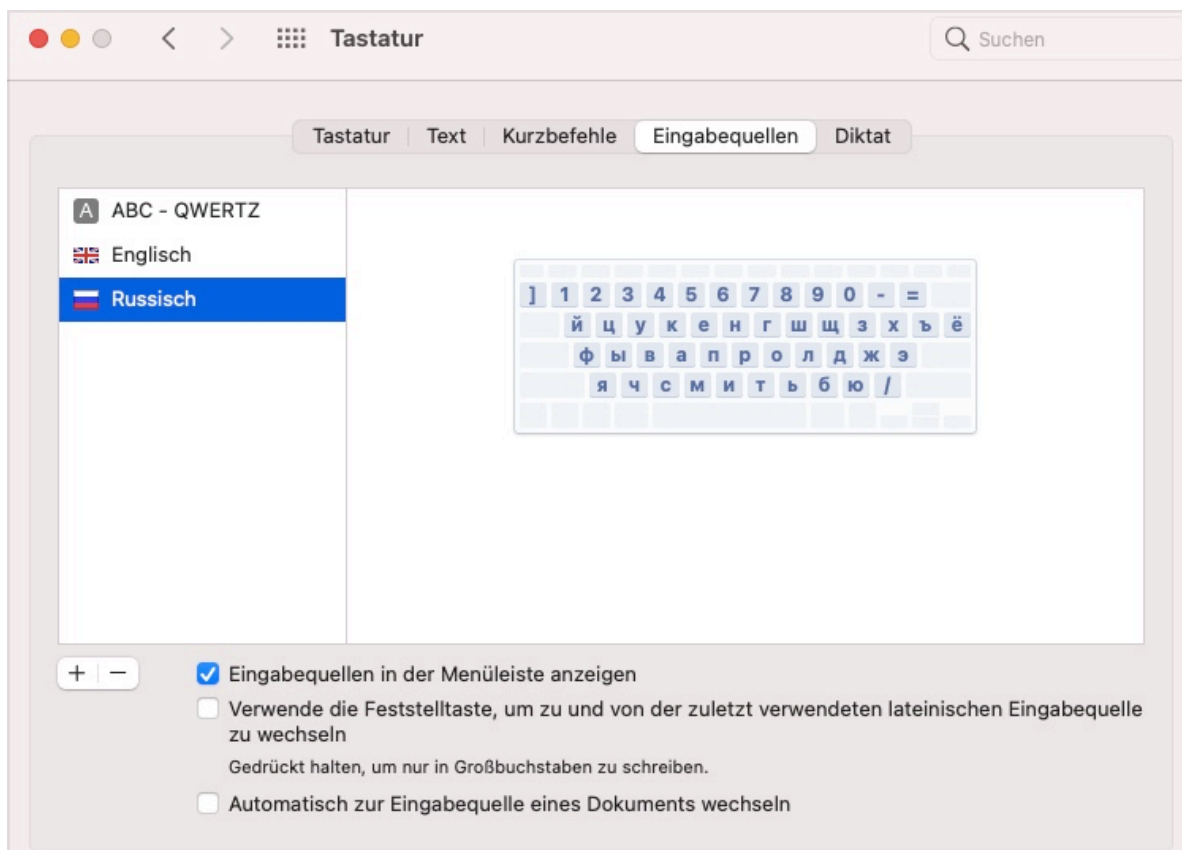 Tastatur
Suchen
Tastatur Text Kurzbefehle Eingabequellen Diktat
A ABC - QWERTZ
Englisch
Russisch
] 1 2 3 4 5 6 7 8 9 0 - =
й ц у к е н г ш щ з х ъ ё
ф ы в а п р о л д ж э
я ч с м и т ь б ю /
+ −
Eingabequellen in der Menüleiste anzeigen
Verwende die Feststelltaste, um zu und von der zuletzt verwendeten lateinischen Eingabequelle
zu wechseln
Gedrückt halten, um nur in Großbuchstaben zu schreiben.
Automatisch zur Eingabequelle eines Dokuments wechseln